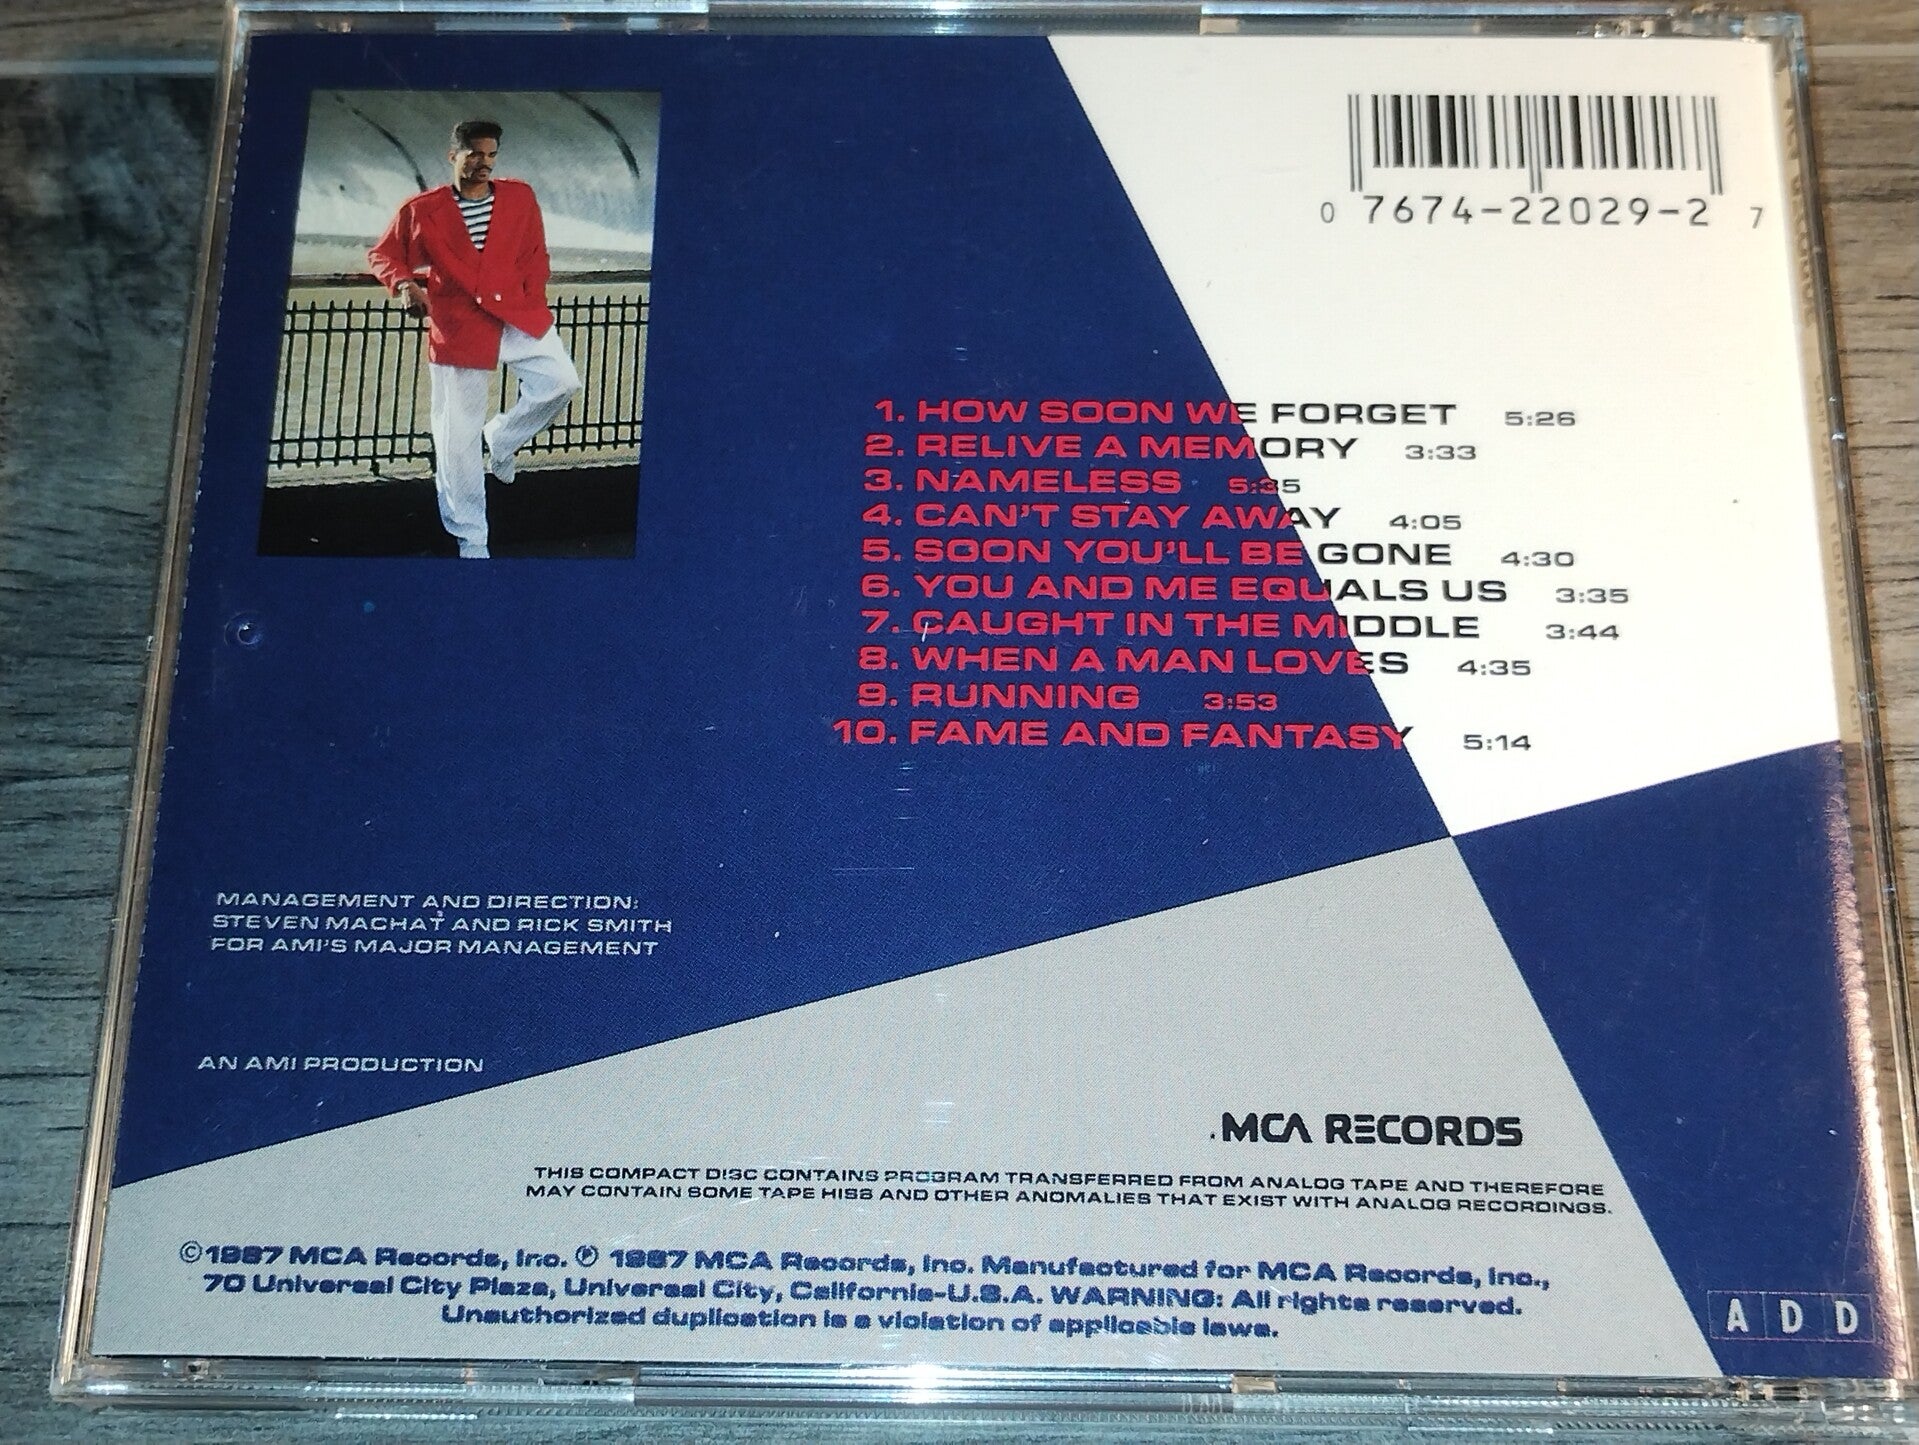 0 7674-22029-2 7
1. HOW SOON WE FORGET 5:26
2. RELIVE A MEMORY 3:33
3. NAMELESS 5:35
4. CAN'T STAY AWAY 4:05
5. SOON YOU'LL BE GONE 4:30
6. YOU AND ME EQUALS US 3:35
7. CAUGHT IN THE MIDDLE 3:44
8. WHEN A MAN LOVES 4:35
9. RUNNING 3:53
10. FAME AND FANTASY 5:14
MANAGEMENT AND DIRECTION:
STEVEN MACHAT AND RICK SMITH
FOR AMI'S MAJOR MANAGEMENT
AN AMI PRODUCTION
MCA RECORDS
THIS COMPACT DISC CONTAINS PROGRAM TRANSFERRED FROM ANALOG TAPE AND THEREFORE
MAY CONTAIN SOME TAPE HISS AND OTHER ANOMALIES THAT EXIST WITH ANALOG RECORDINGS.
©1987 MCA Records, Inc. ℗ 1987 MCA Records, Inc. Manufactured for MCA Records, Inc.,
70 Universal City Plaza, Universal City, California-U.S.A. WARNING: All rights reserved.
Unauthorized duplication is a violation of applicable laws.
A D D